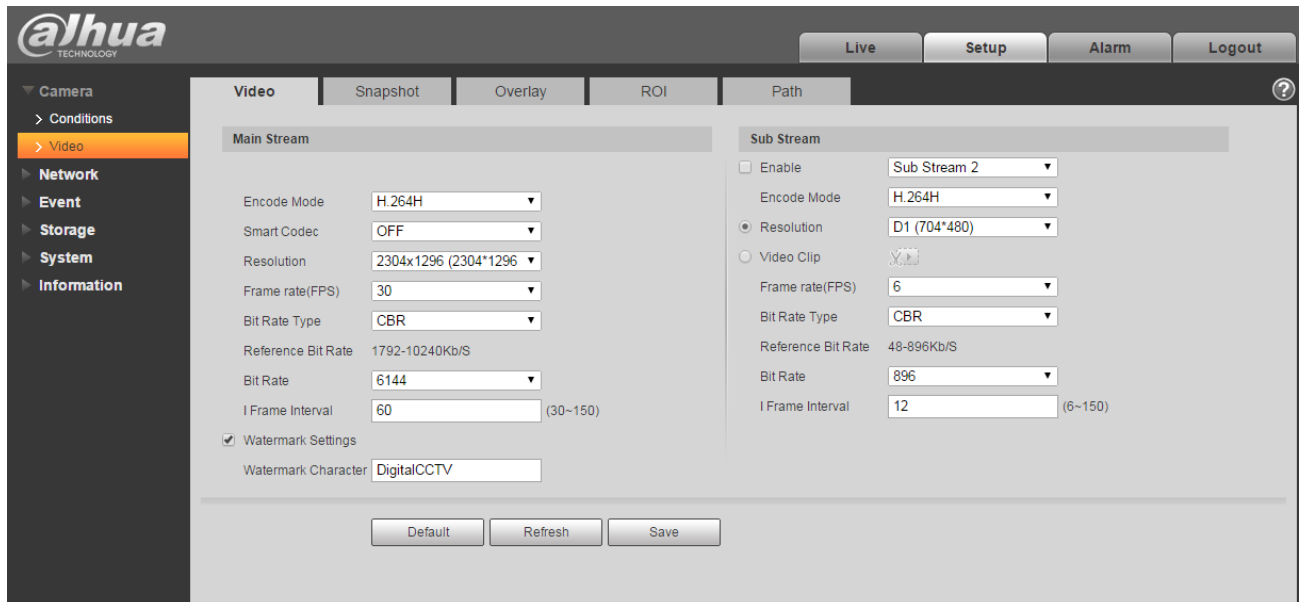 alhua
TECHNOLOGY
Live Setup Alarm Logout
Camera
Conditions
Video
Network
Event
Storage
System
Information
Video Snapshot Overlay ROI Path
?
Main Stream
Encode Mode H.264H
Smart Codec OFF
Resolution 2304x1296 (2304*1296
Frame rate(FPS) 30
Bit Rate Type CBR
Reference Bit Rate 1792-10240Kb/S
Bit Rate 6144
I Frame Interval 60 (30~150)
Watermark Settings
Watermark Character DigitalCCTV
Sub Stream
Enable Sub Stream 2
Encode Mode H.264H
Resolution D1 (704*480)
Video Clip
Frame rate(FPS) 6
Bit Rate Type CBR
Reference Bit Rate 48-896Kb/S
Bit Rate 896
I Frame Interval 12 (6~150)
Default Refresh Save